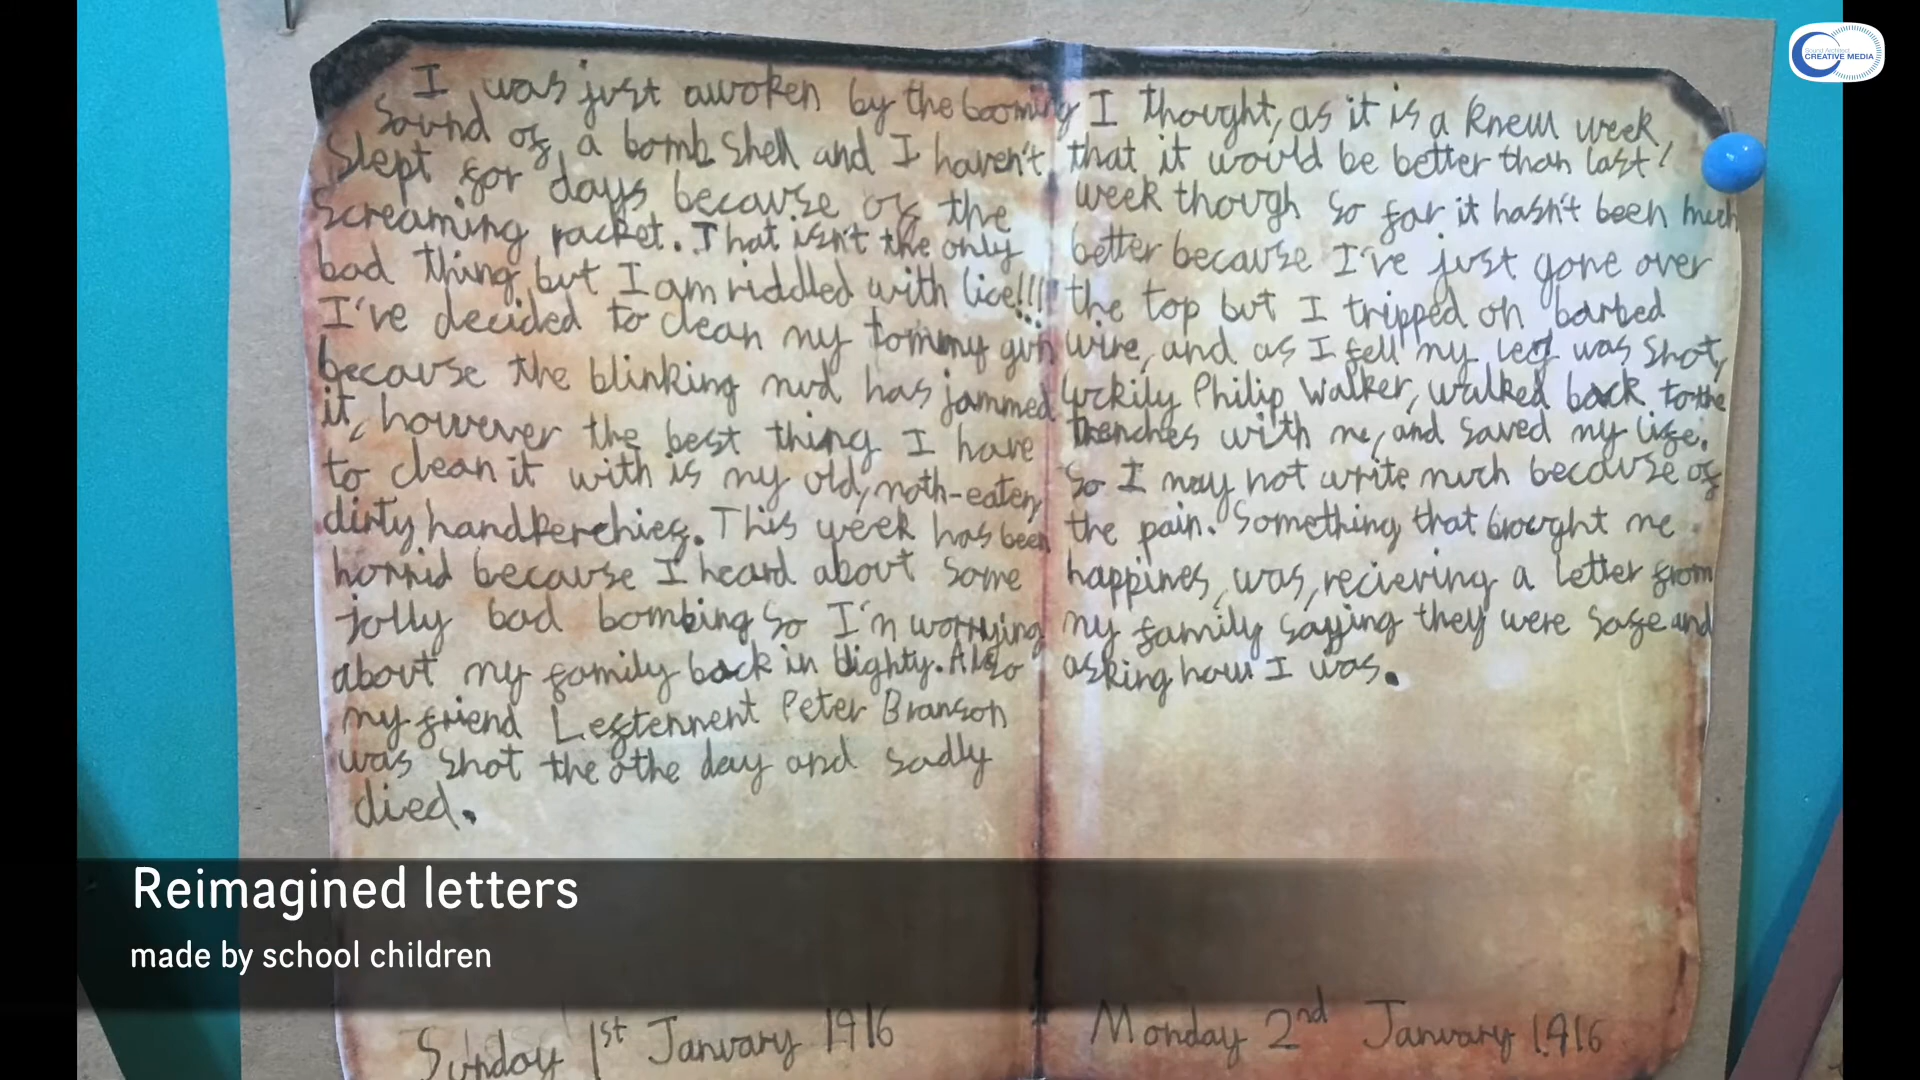 I was just awoken by the booming
sound of a bomb shell and I haven't
slept for days because of the
screaming racket. That isn't the only
bad thing but I am riddled with lice!!!
I've decided to clean my tommy gun
because the blinking mud has jammed
it, however the best thing I have
to clean it with is my old, moth-eaten,
dirty handkerchief. This week has been
horrid because I heard about some
jolly bad bombing so I'm worrying
about my family back in blighty. Also
my friend Leftennent Peter Branson
was shot the othe day and sadly
died.
I thought, as it is a knew week
that it would be better than last!
week though so far it hasn't been much
better because I've just gone over
the top but I tripped on barbed
wire, and as I fell my leg was shot,
luckily Philip Walker, walked back to the
trenches with me, and saved my life.
So I may not write much because of
the pain. Something that brought me
happines, was, recieving a letter from
my family saying they were safe and
asking how I was.
Sunday 1st January 1916
Monday 2nd January 1916
Reimagined letters
made by school children
Sound Architect
CREATIVE MEDIA